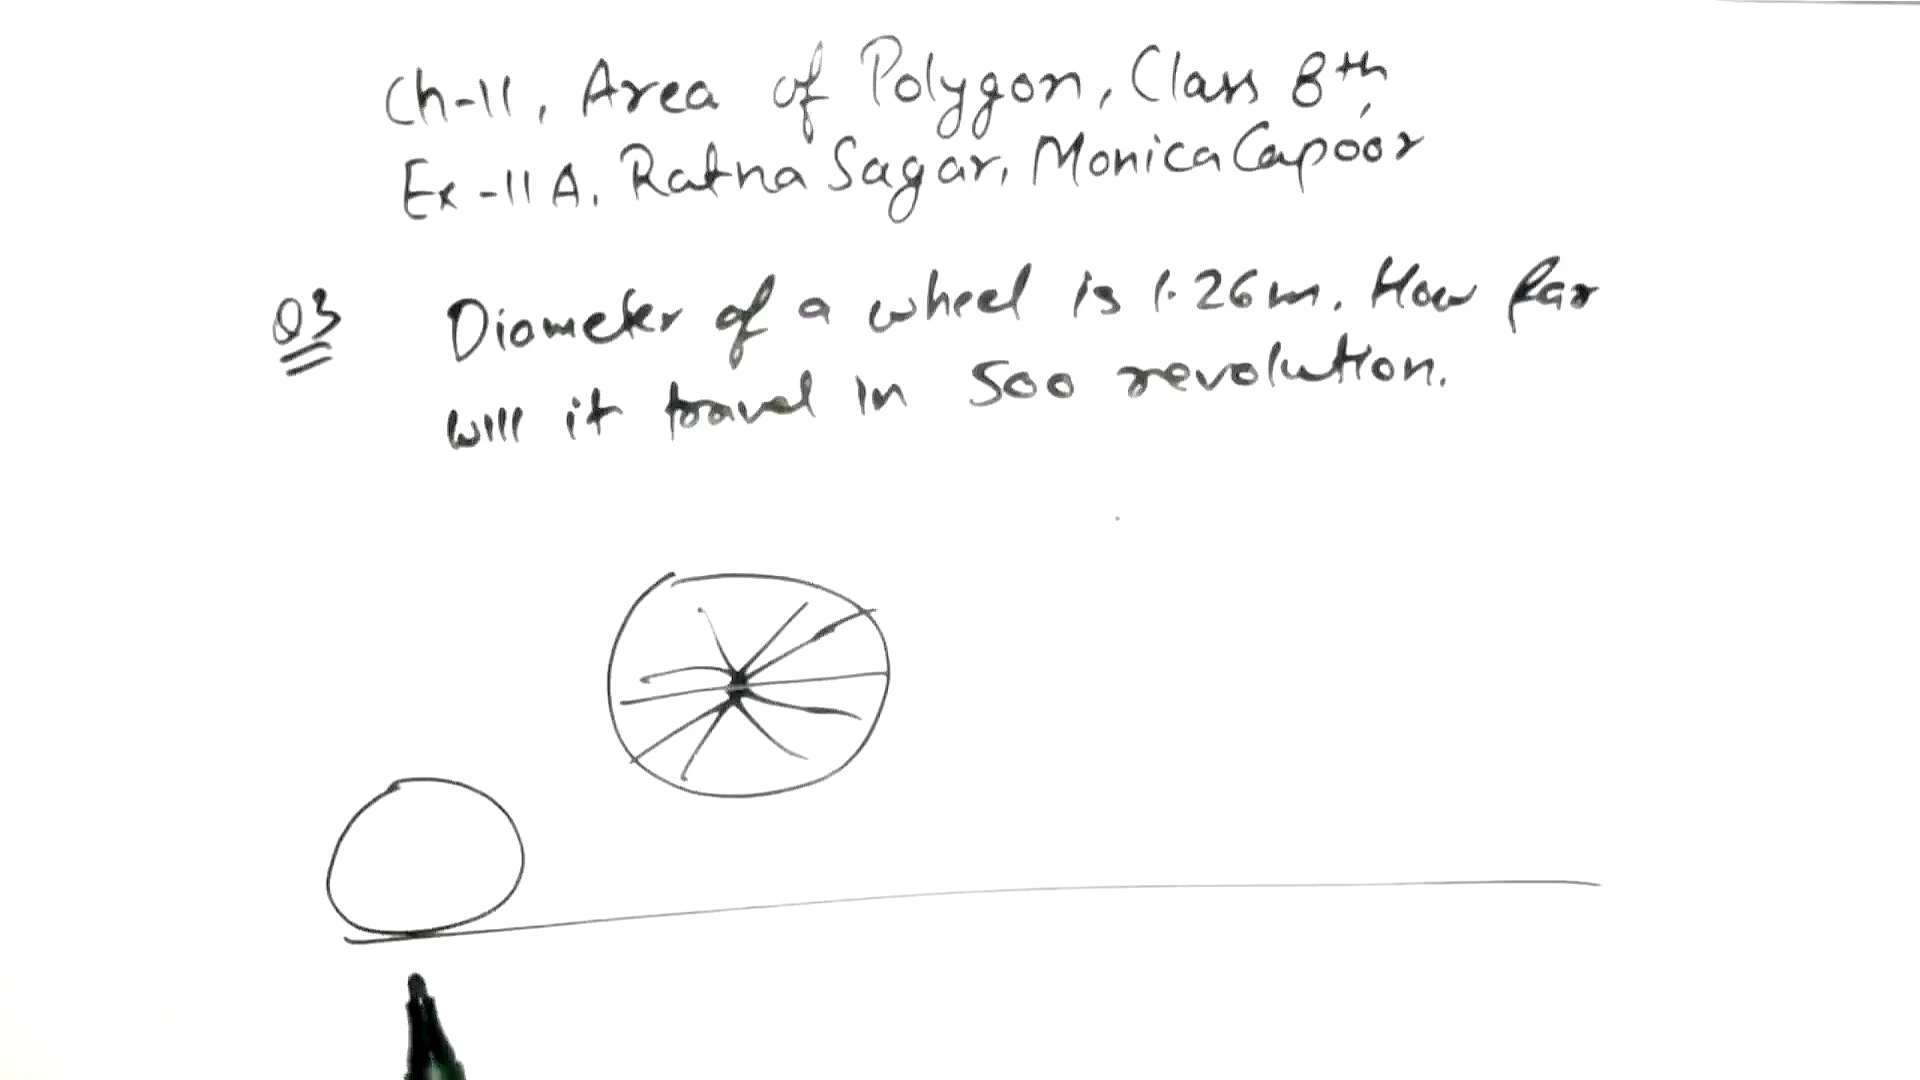 Ch-11, Area of Polygon, Class 8th,
Ex-11A. Ratna Sagar, Monica Capoor
Q3 Diameter of a wheel is 1.26m. How far
will it travel in 500 revolution.